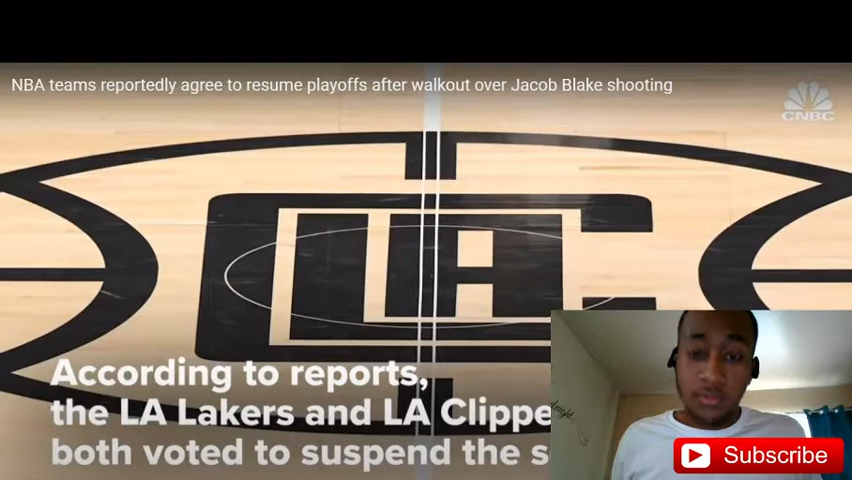 NBA teams reportedly agree to resume playoffs after walkout over Jacob Blake shooting
CNBC
LAC
According to reports,
the LA Lakers and LA Clippe
both voted to suspend the s
Subscribe